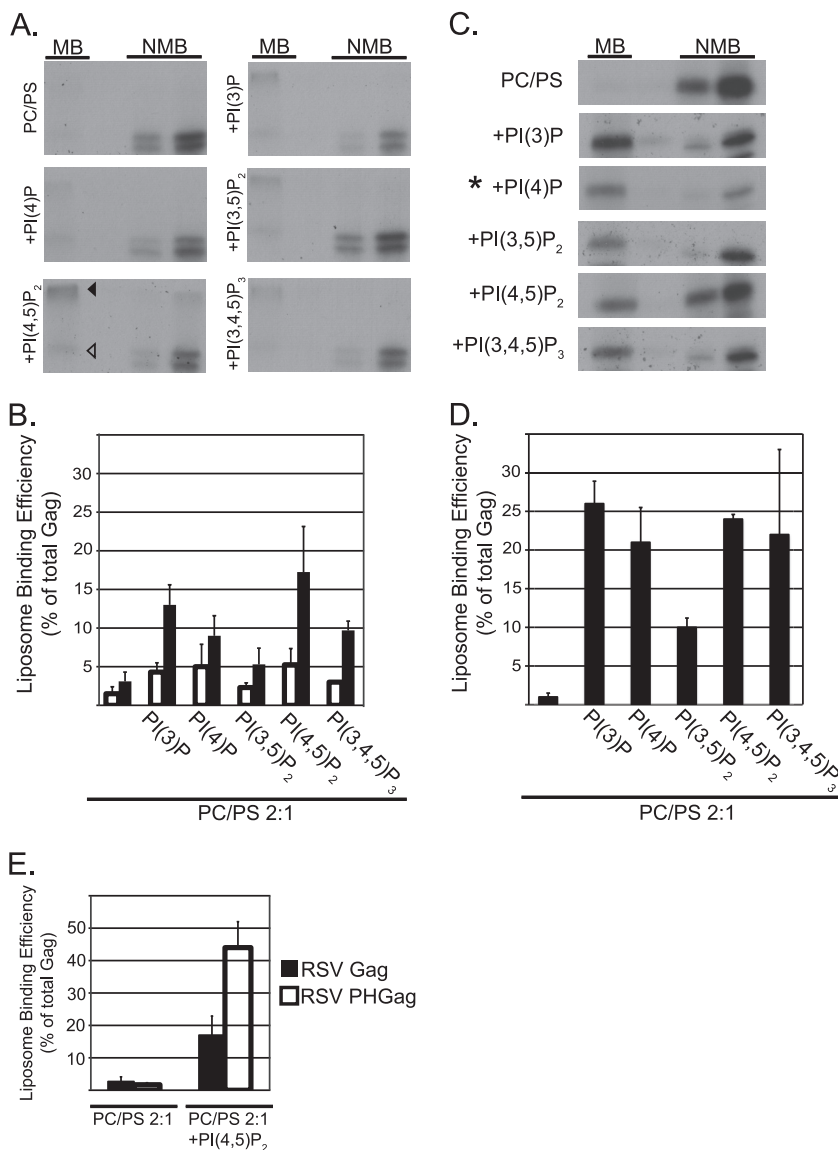 A.
MB NMB MB NMB
PC/PS
+PI(3)P
+PI(4)P
+PI(3,5)P2
+PI(4,5)P2
+PI(3,4,5)P3
C.
MB NMB
PC/PS
+PI(3)P
* +PI(4)P
+PI(3,5)P2
+PI(4,5)P2
+PI(3,4,5)P3
B.
Liposome Binding Efficiency
(% of total Gag)
30
25
20
15
10
5
PI(3)P
PI(4)P
PI(3,5)P2
PI(4,5)P2
PI(3,4,5)P3
PC/PS 2:1
D.
Liposome Binding Efficiency
(% of total Gag)
30
25
20
15
10
5
PI(3)P
PI(4)P
PI(3,5)P2
PI(4,5)P2
PI(3,4,5)P3
PC/PS 2:1
E.
Liposome Binding Efficiency
(% of total Gag)
50
40
30
20
10
RSV Gag
RSV PHGag
PC/PS 2:1
PC/PS 2:1
+PI(4,5)P2